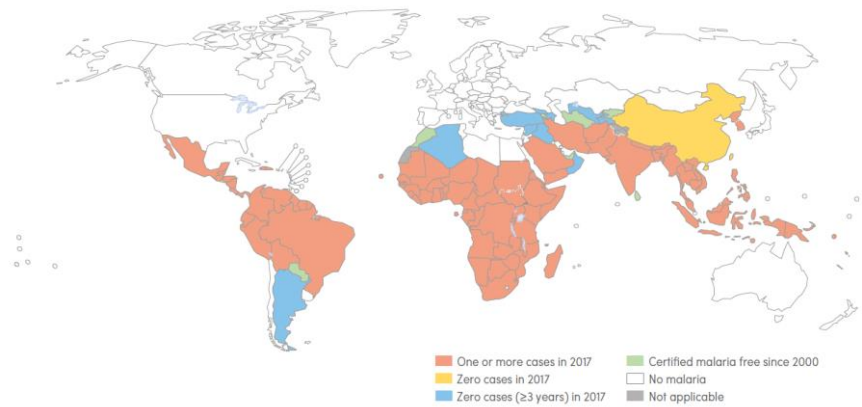 One or more cases in 2017
Zero cases in 2017
Zero cases (≥3 years) in 2017
Certified malaria free since 2000
No malaria
Not applicable